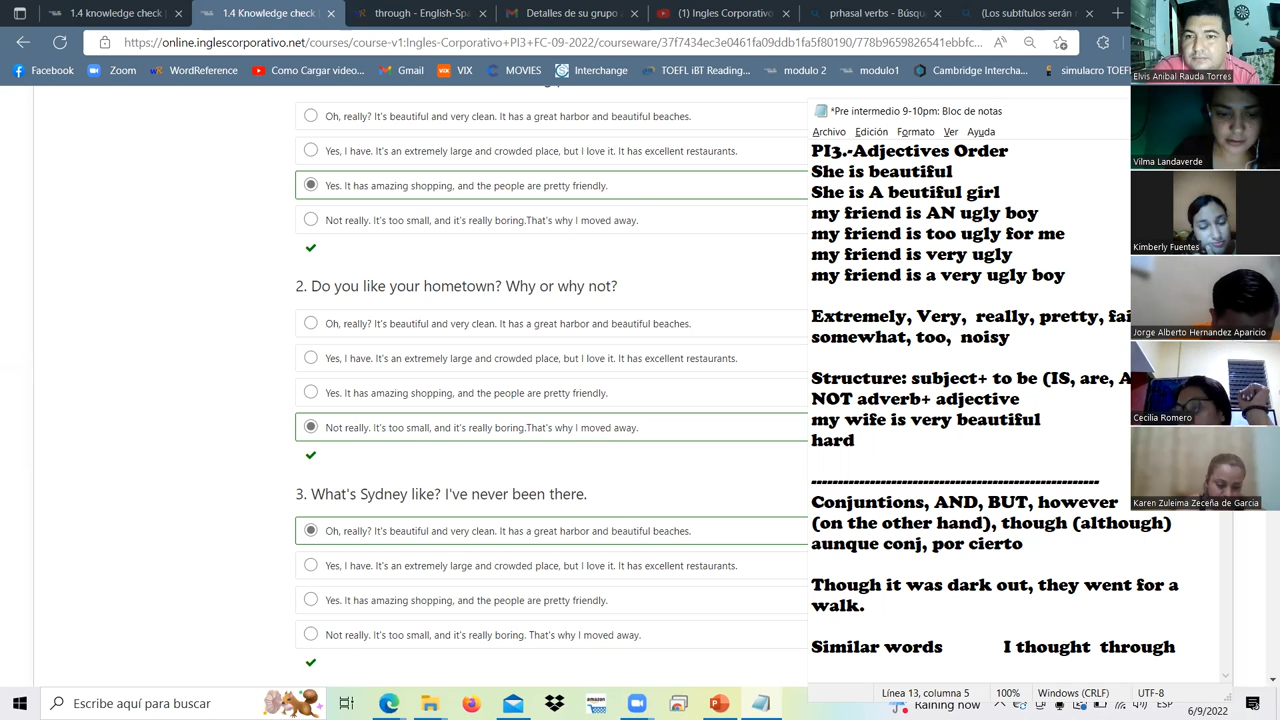 1.4 knowledge check |
1.4 Knowledge check |
through - English-Spa
Detalles de su grupo
(1) Ingles Corporativo
prhasal verbs - Búsqu
(Los subtítulos serán
https://online.inglescorporativo.net/courses/course-v1:Ingles-Corporativo+PI3+FC-09-2022/courseware/37f7434ec3e0461fa09ddb1fa5f80190/778b9659826541ebbfc...
Facebook
Zoom
WordReference
Como Cargar video...
Gmail
VIX
MOVIES
Interchange
TOEFL iBT Reading...
modulo 2
modulo1
Cambridge Intercha...
simulacro TOEFL
Oh, really? It's beautiful and very clean. It has a great harbor and beautiful beaches.
Yes, I have. It's an extremely large and crowded place, but I love it. It has excellent restaurants.
Yes. It has amazing shopping, and the people are pretty friendly.
Not really. It's too small, and it's really boring.That's why I moved away.
2. Do you like your hometown? Why or why not?
Oh, really? It's beautiful and very clean. It has a great harbor and beautiful beaches.
Yes, I have. It's an extremely large and crowded place, but I love it. It has excellent restaurants.
Yes. It has amazing shopping, and the people are pretty friendly.
Not really. It's too small, and it's really boring.That's why I moved away.
3. What's Sydney like? I've never been there.
Oh, really? It's beautiful and very clean. It has a great harbor and beautiful beaches.
Yes, I have. It's an extremely large and crowded place, but I love it. It has excellent restaurants.
Yes. It has amazing shopping, and the people are pretty friendly.
Not really. It's too small, and it's really boring. That's why I moved away.
*Pre intermedio 9-10pm: Bloc de notas
Archivo Edición Formato Ver Ayuda
PI3.-Adjectives Order
She is beautiful
She is A beutiful girl
my friend is AN ugly boy
my friend is too ugly for me
my friend is very ugly
my friend is a very ugly boy
Extremely, Very, really, pretty, fai
somewhat, too, noisy
Structure: subject+ to be (IS, are, A
NOT adverb+ adjective
my wife is very beautiful
hard
-------------------------------------------------------
Conjuntions, AND, BUT, however
(on the other hand), though (although)
aunque conj, por cierto
Though it was dark out, they went for a
walk.
Similar words I thought through
Línea 13, columna 5
100%
Windows (CRLF)
UTF-8
Elvis Anibal Rauda Torres
Vilma Landaverde
Kimberly Fuentes
Jorge Alberto Hernandez Aparicio
Cecilia Romero
Karen Zuleima Zeceña de Garcia
Escribe aquí para buscar
amazon
Raining now
ESP
6/9/2022